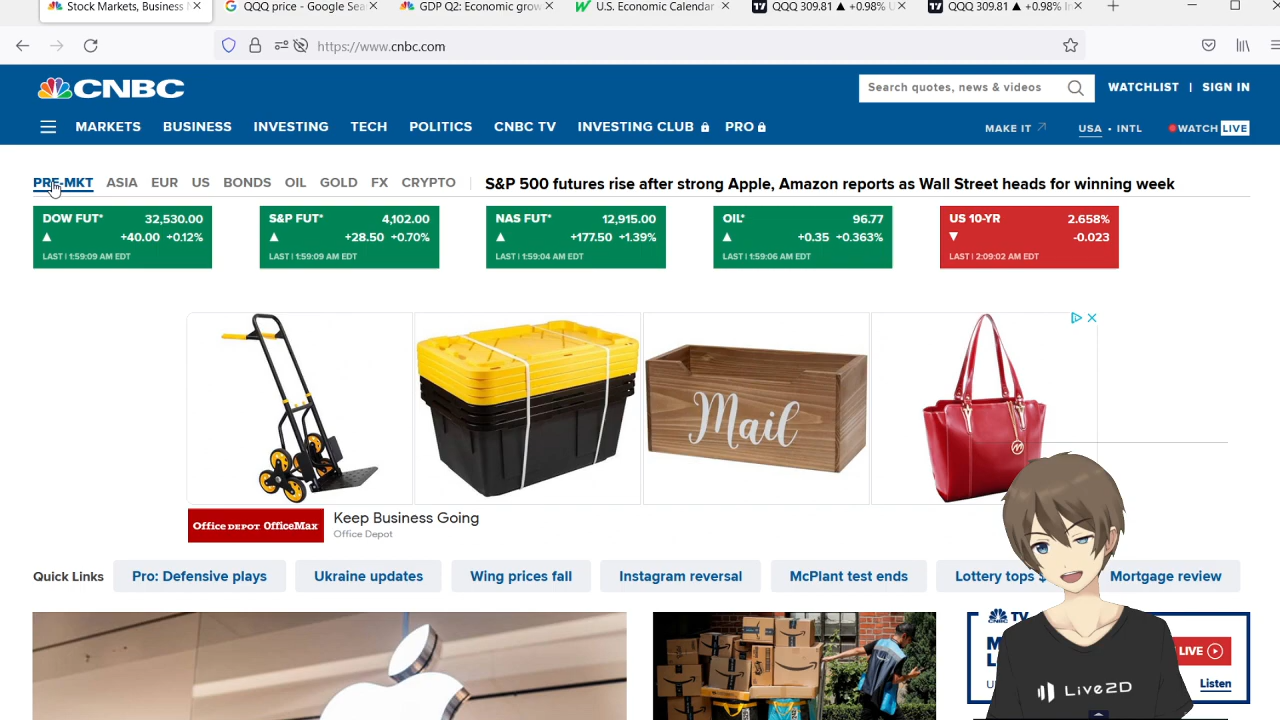 Stock Markets, Business
QQQ price - Google Sea
GDP Q2: Economic grow
U.S. Economic Calendar
QQQ 309.81 ▲ +0.98% U
QQQ 309.81 ▲ +0.98%
https://www.cnbc.com
CNBC
Search quotes, news & videos
WATCHLIST | SIGN IN
MARKETS BUSINESS INVESTING TECH POLITICS CNBC TV INVESTING CLUB PRO
MAKE IT USA • INTL WATCH LIVE
PRE-MKT ASIA EUR US BONDS OIL GOLD FX CRYPTO
S&P 500 futures rise after strong Apple, Amazon reports as Wall Street heads for winning week
DOW FUT* 32,530.00
▲ +40.00 +0.12%
LAST | 1:59:09 AM EDT
S&P FUT* 4,102.00
▲ +28.50 +0.70%
LAST | 1:59:09 AM EDT
NAS FUT* 12,915.00
▲ +177.50 +1.39%
LAST | 1:59:04 AM EDT
OIL* 96.77
▲ +0.35 +0.363%
LAST | 1:59:06 AM EDT
US 10-YR 2.658%
▼ -0.023
LAST | 2:09:02 AM EDT
Mail
Office DEPOT OfficeMax
Keep Business Going
Office Depot
Quick Links
Pro: Defensive plays
Ukraine updates
Wing prices fall
Instagram reversal
McPlant test ends
Lottery tops
Mortgage review
CNBC TV
LIVE
Listen
Live2D